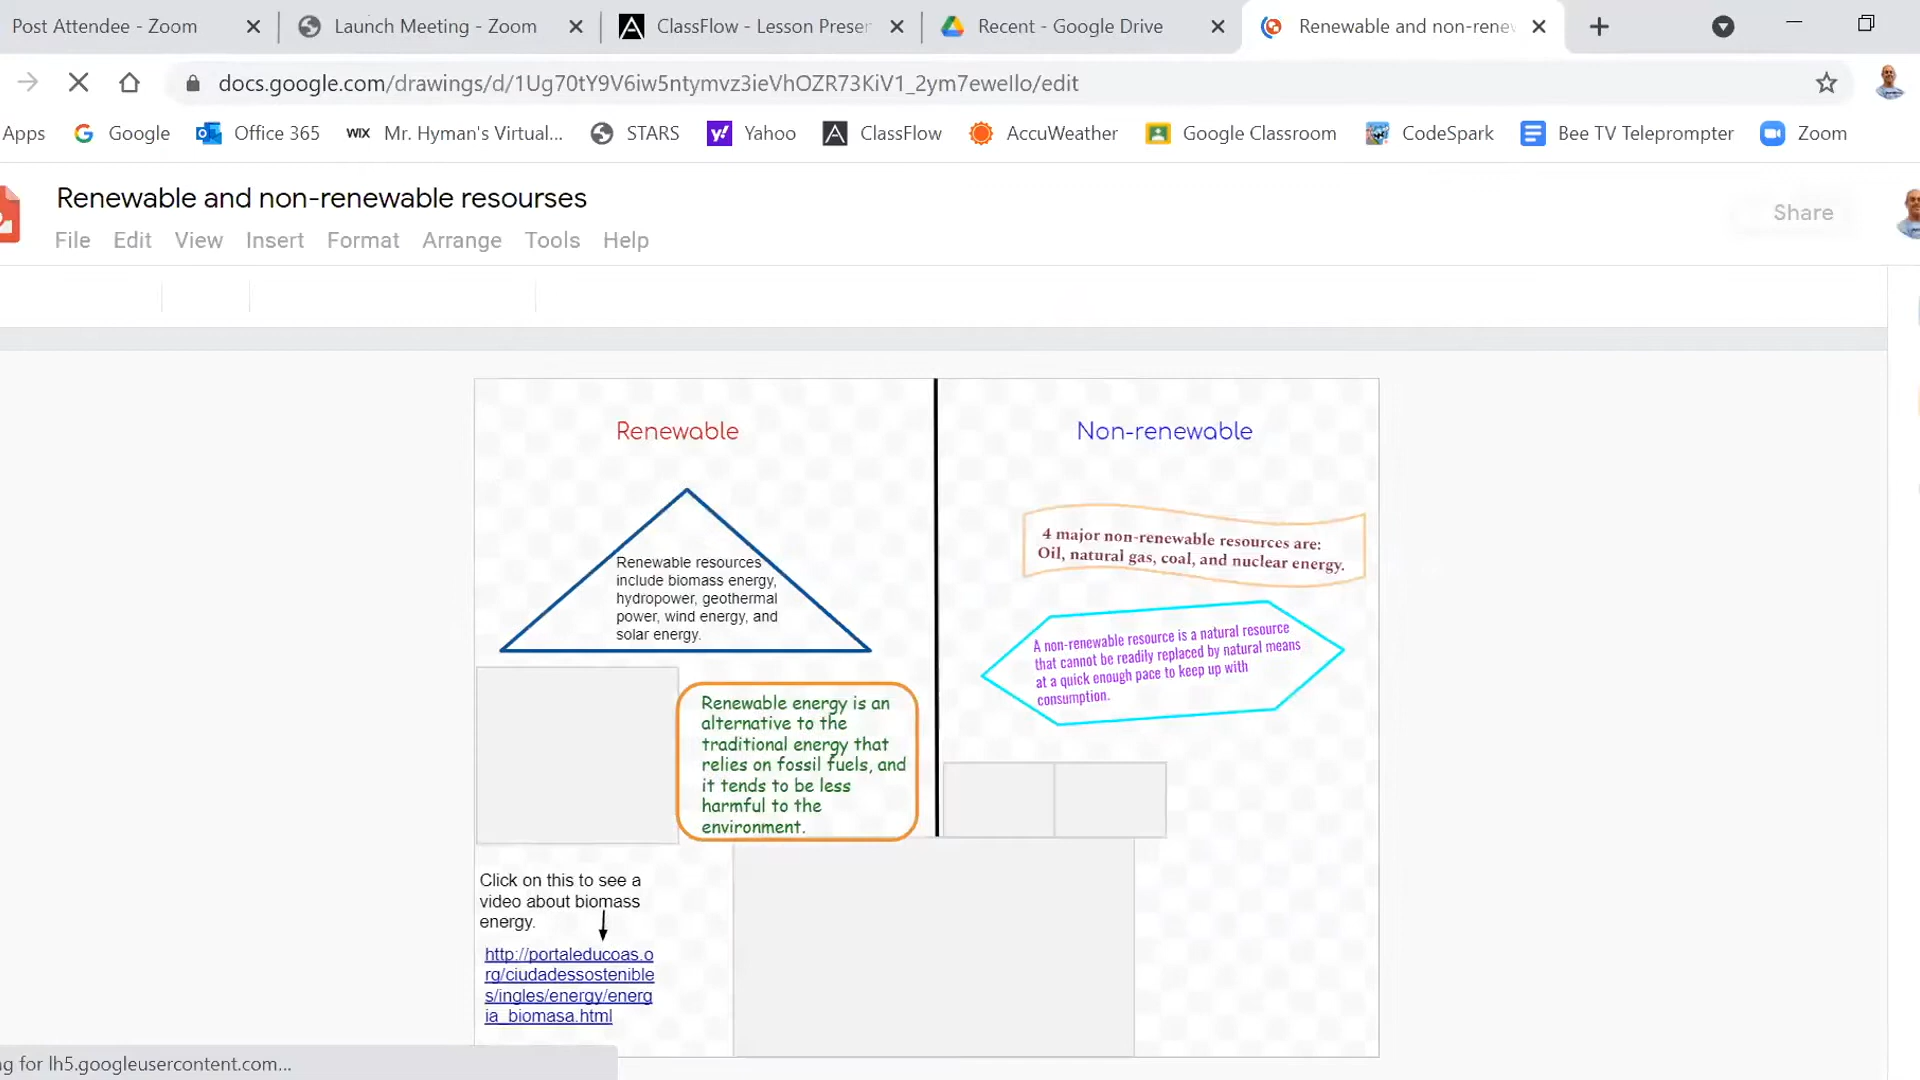 Post Attendee - Zoom
Launch Meeting - Zoom
ClassFlow - Lesson Presen
Recent - Google Drive
Renewable and non-renew
docs.google.com/drawings/d/1Ug70tY9V6iw5ntymvz3ieVhOZR73KiV1_2ym7ewello/edit
Apps
Google
Office 365
WIX Mr. Hyman's Virtual...
STARS
Yahoo
ClassFlow
AccuWeather
Google Classroom
CodeSpark
Bee TV Teleprompter
Zoom
Renewable and non-renewable resourses
Share
File Edit View Insert Format Arrange Tools Help
Renewable
Renewable resources
include biomass energy,
hydropower, geothermal
power, wind energy, and
solar energy.
Renewable energy is an
alternative to the
traditional energy that
relies on fossil fuels, and
it tends to be less
harmful to the
environment.
Click on this to see a
video about biomass
energy.
http://portaleducoas.o
rg/ciudadessostenible
s/ingles/energy/energ
ia_biomasa.html
Non-renewable
4 major non-renewable resources are:
Oil, natural gas, coal, and nuclear energy.
A non-renewable resource is a natural resource
that cannot be readily replaced by natural means
at a quick enough pace to keep up with
consumption.
ng for lh5.googleusercontent.com...